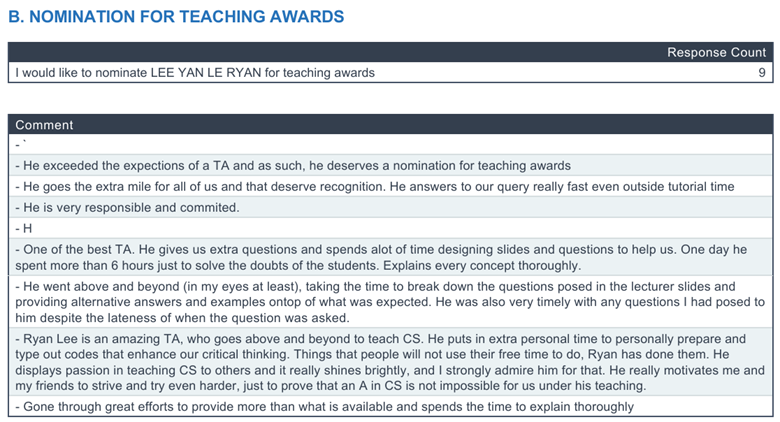 B. NOMINATION FOR TEACHING AWARDS
Response Count
I would like to nominate LEE YAN LE RYAN for teaching awards 9
Comment
- `
- He exceeded the expections of a TA and as such, he deserves a nomination for teaching awards
- He goes the extra mile for all of us and that deserve recognition. He answers to our query really fast even outside tutorial time
- He is very responsible and commited.
- H
- One of the best TA. He gives us extra questions and spends alot of time designing slides and questions to help us. One day he
spent more than 6 hours just to solve the doubts of the students. Explains every concept thoroughly.
- He went above and beyond (in my eyes at least), taking the time to break down the questions posed in the lecturer slides and
providing alternative answers and examples ontop of what was expected. He was also very timely with any questions I had posed to
him despite the lateness of when the question was asked.
- Ryan Lee is an amazing TA, who goes above and beyond to teach CS. He puts in extra personal time to personally prepare and
type out codes that enhance our critical thinking. Things that people will not use their free time to do, Ryan has done them. He
displays passion in teaching CS to others and it really shines brightly, and I strongly admire him for that. He really motivates me and
my friends to strive and try even harder, just to prove that an A in CS is not impossible for us under his teaching.
- Gone through great efforts to provide more than what is available and spends the time to explain thoroughly